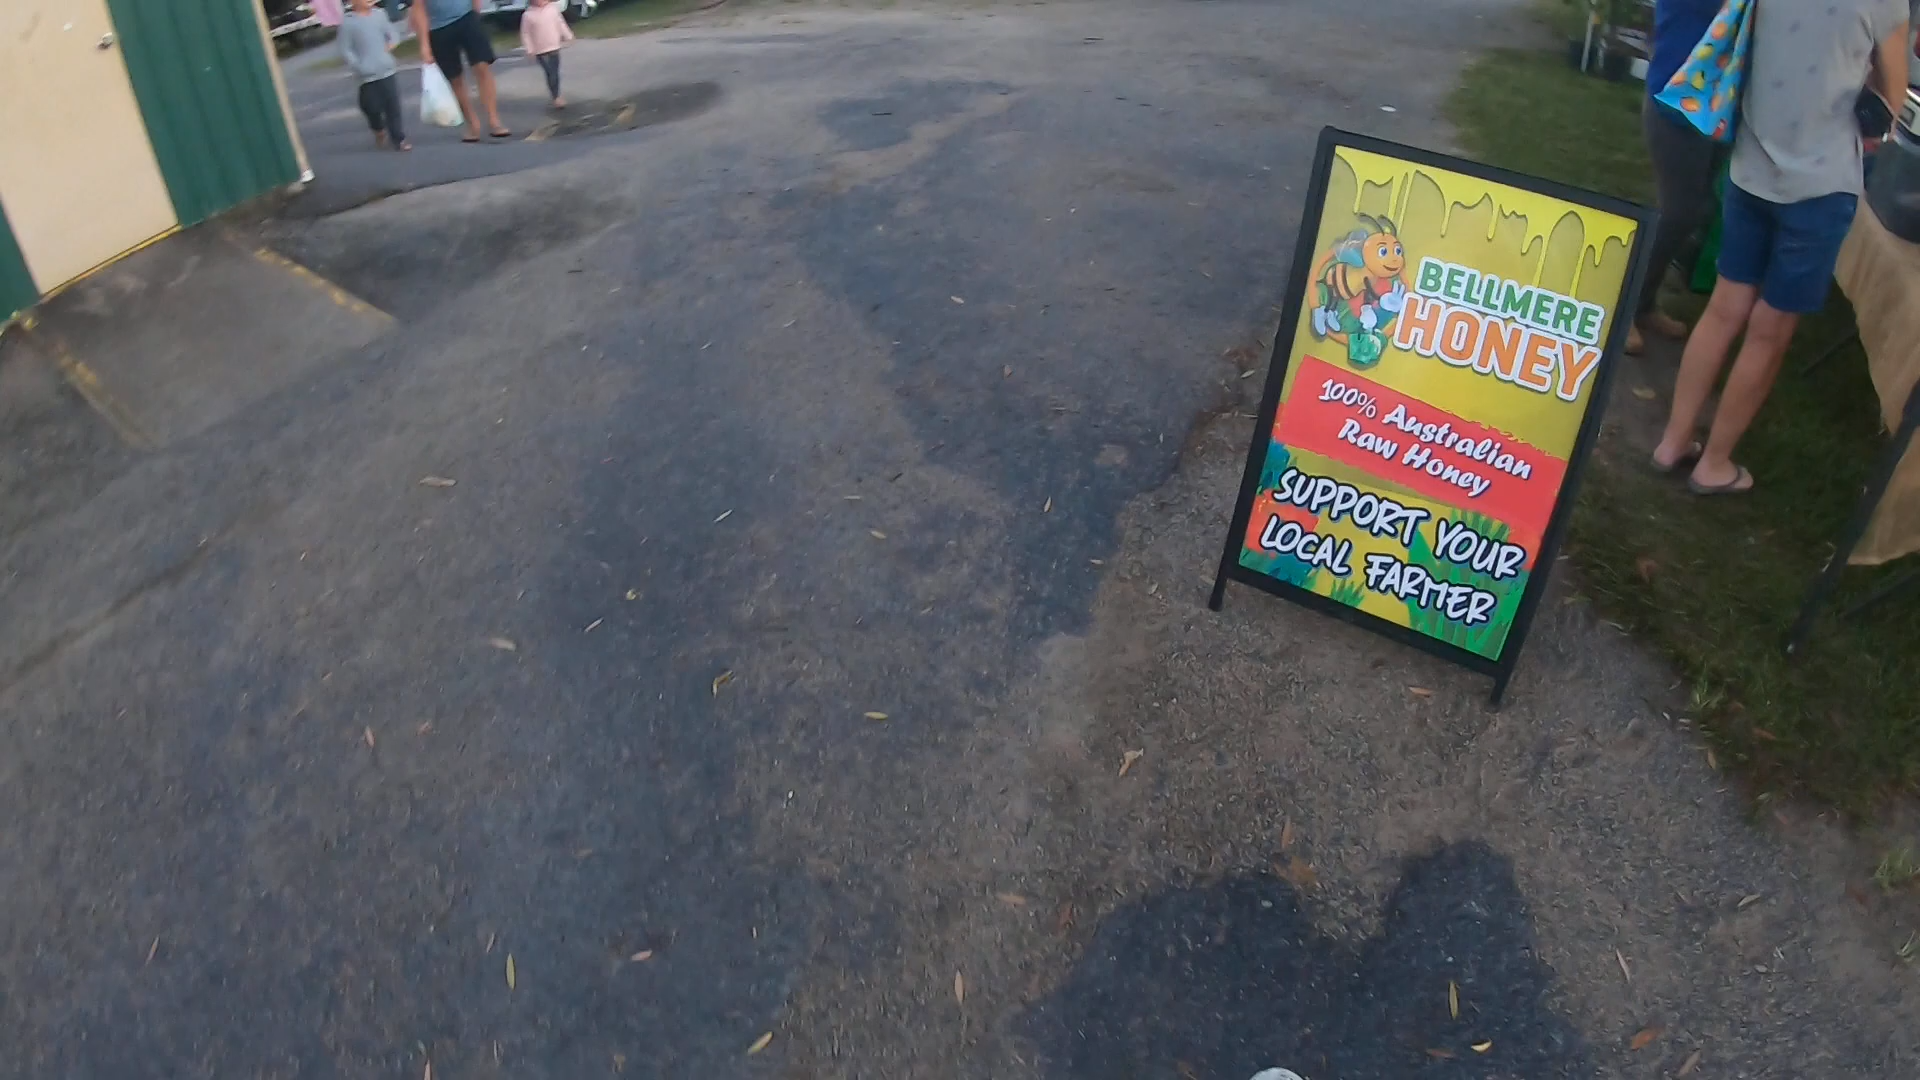 BELLMERE
HONEY
100% Australian
Raw Honey
SUPPORT YOUR
LOCAL FARMER